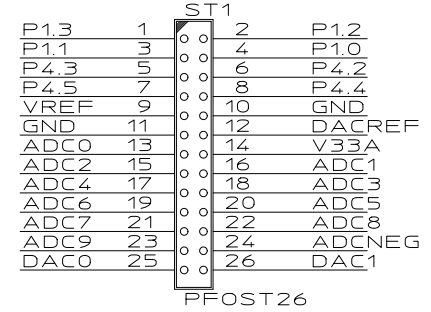 ST1
P1.3 1 2 P1.2
P1.1 3 4 P1.0
P4.3 5 6 P4.2
P4.5 7 8 P4.4
VREF 9 10 GND
GND 11 12 DACREF
ADC0 13 14 V33A
ADC2 15 16 ADC1
ADC4 17 18 ADC3
ADC6 19 20 ADC5
ADC7 21 22 ADC8
ADC9 23 24 ADCNEG
DAC0 25 26 DAC1
PFOST26